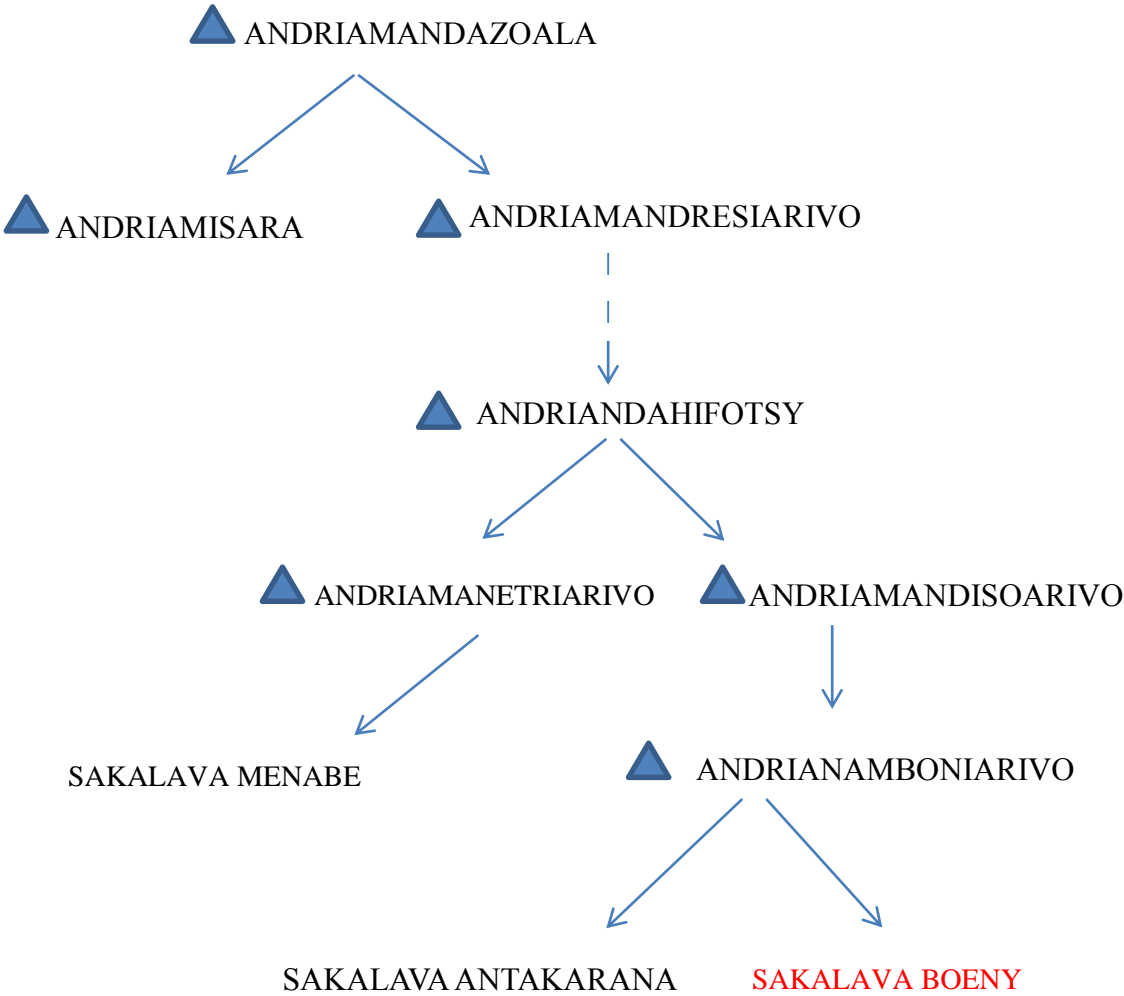 ANDRIAMANDAZOALA
ANDRIAMISARA
ANDRIAMANDRESIARIVO
ANDRIANDAHIFOTSY
ANDRIAMANETRIARIVO
ANDRIAMANDISOARIVO
SAKALAVA MENABE
ANDRIANAMBONIARIVO
SAKALAVA ANTAKARANA
SAKALAVA BOENY